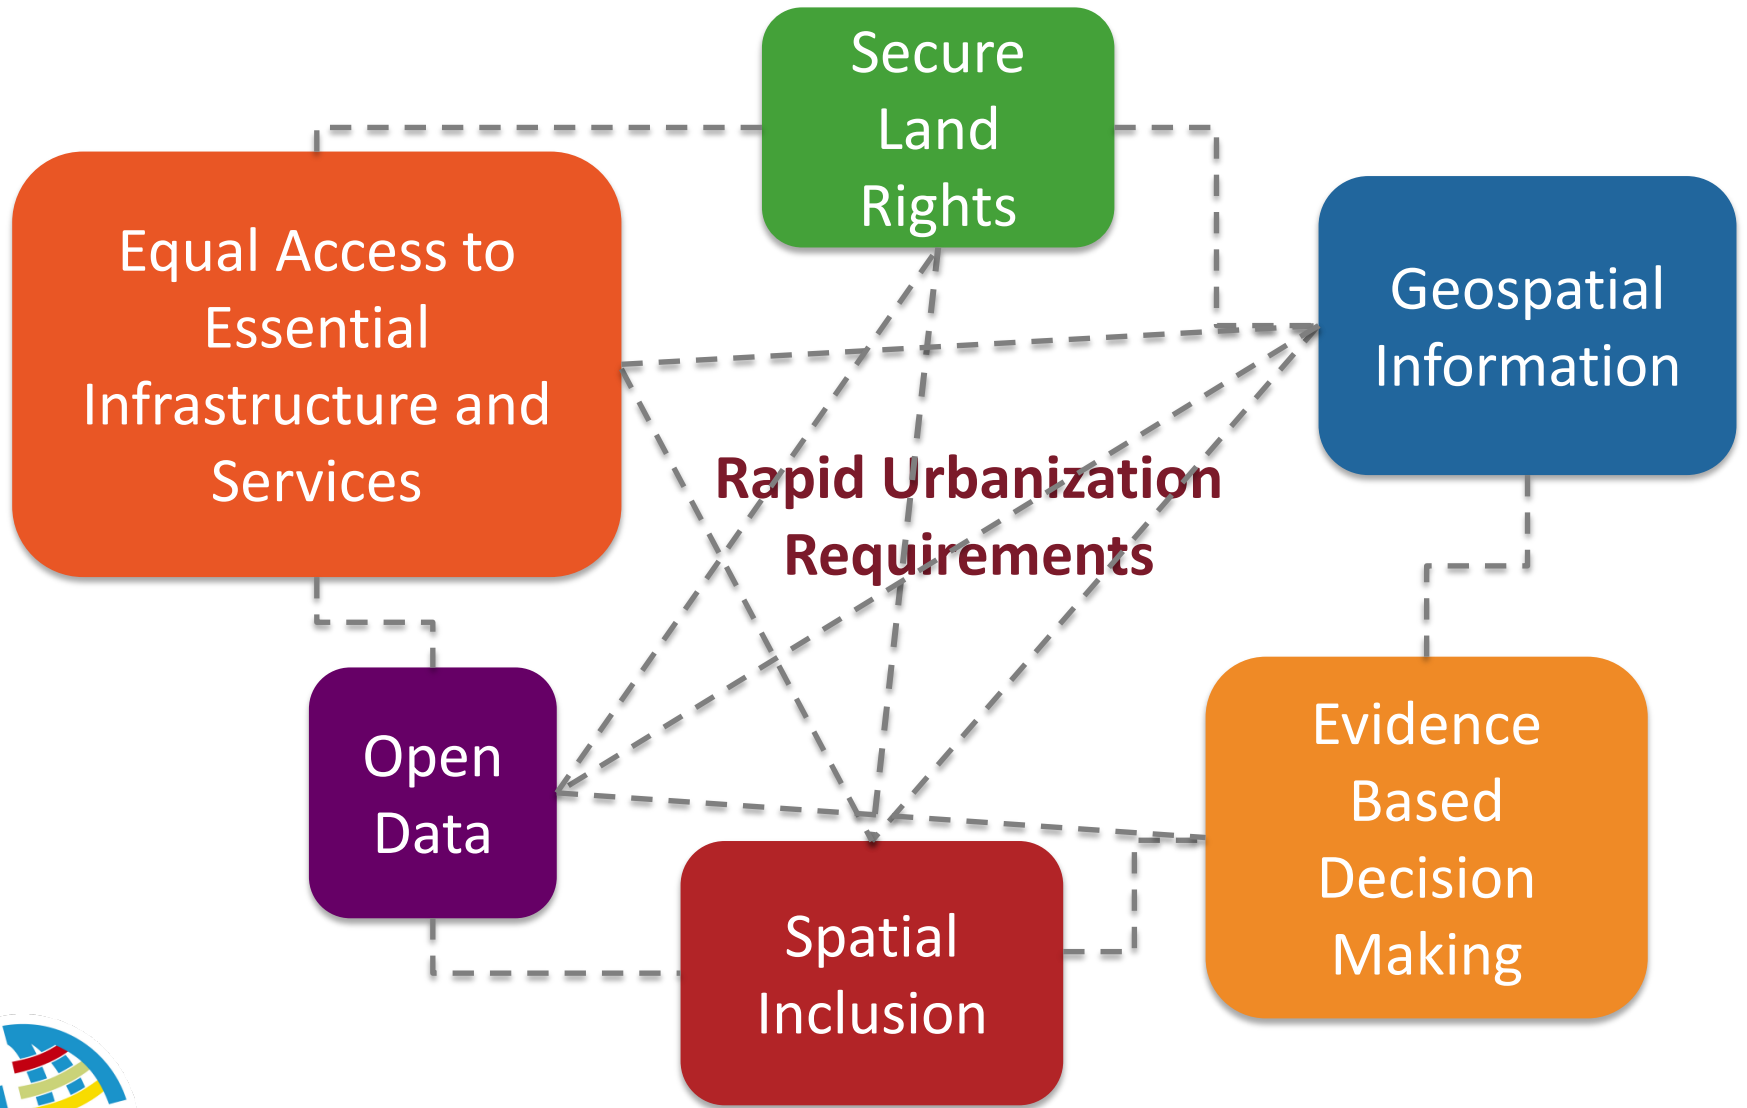 Secure
Land
Rights
Equal Access to
Essential
Infrastructure and
Services
Geospatial
Information
Rapid Urbanization
Requirements
Open
Data
Evidence
Based
Decision
Making
Spatial
Inclusion